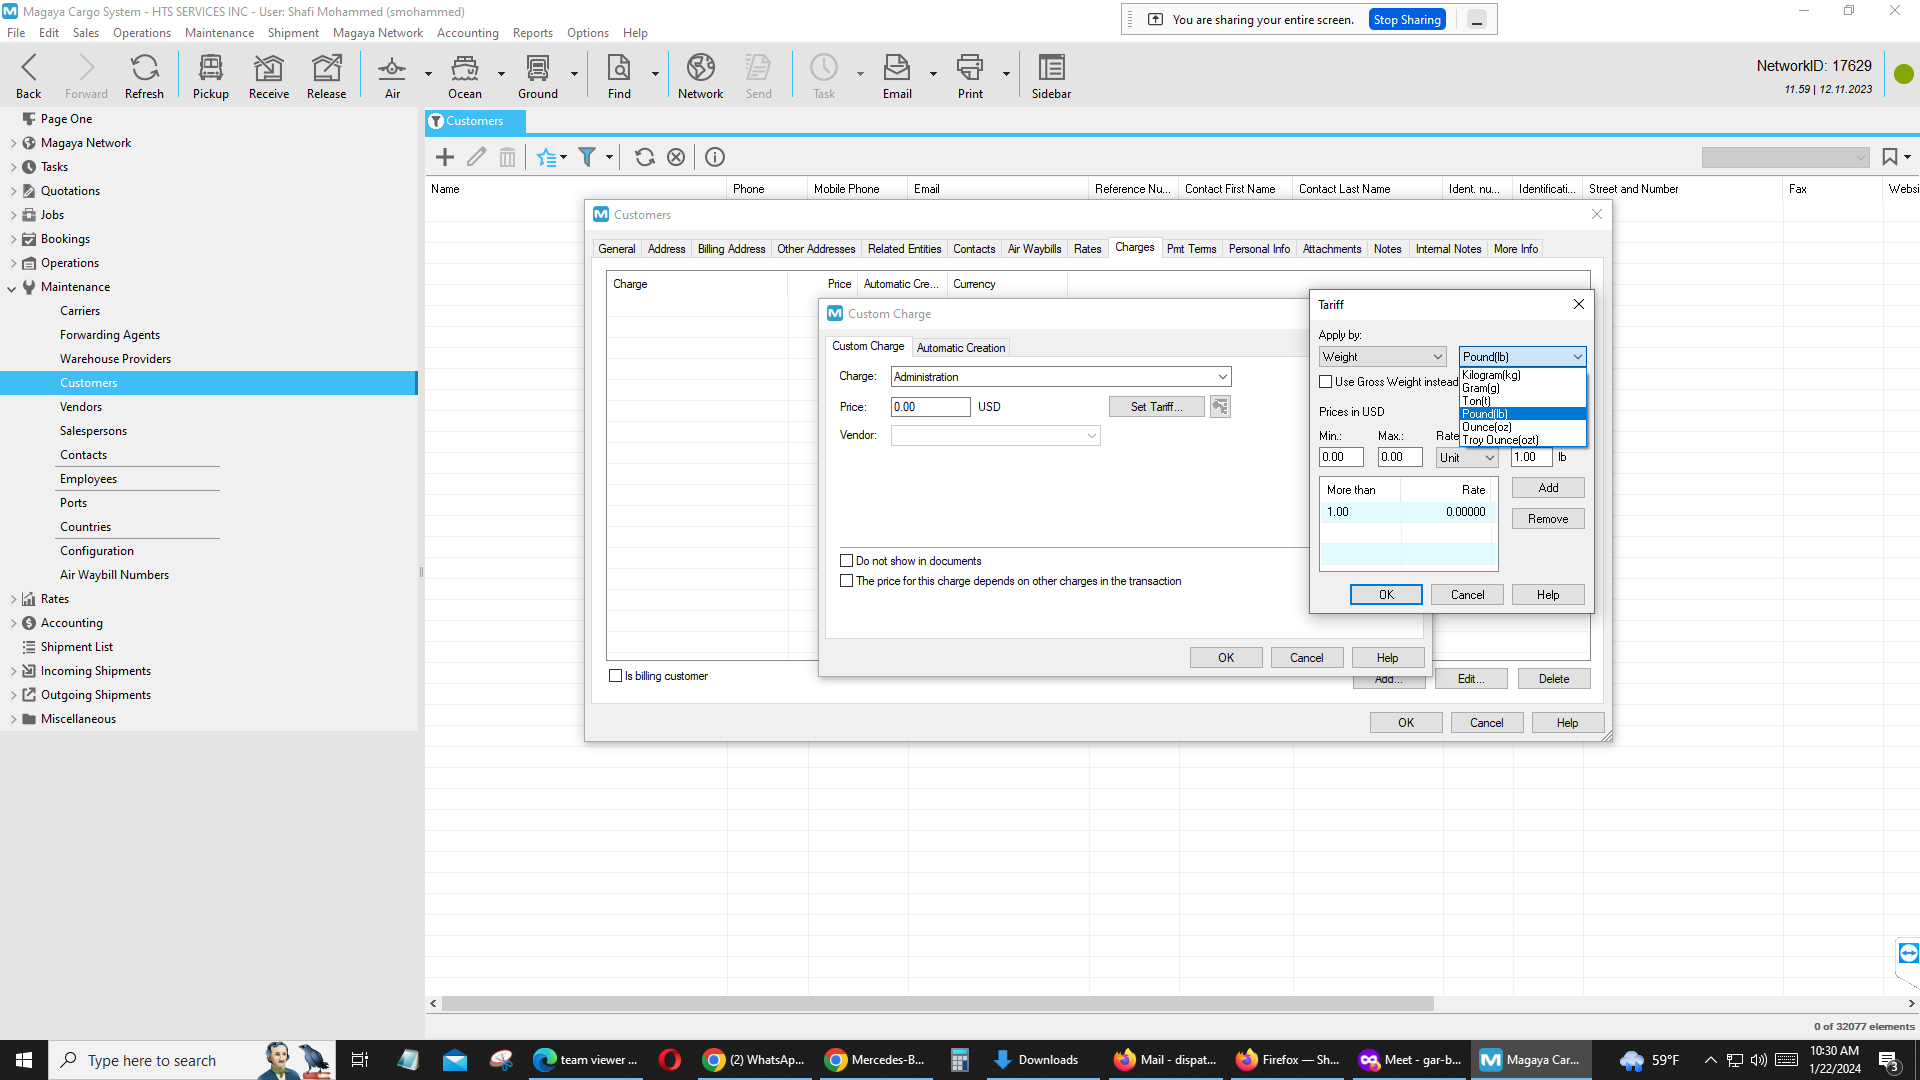 Magaya Cargo System - HTS SERVICES INC - User: Shafi Mohammed (smohammed)
You are sharing your entire screen. Stop Sharing
File Edit Sales Operations Maintenance Shipment Magaya Network Accounting Reports Options Help
Back Forward Refresh Pickup Receive Release Air Ocean Ground Find Network Send Task Email Print Sidebar
NetworkID: 17629
11.59 | 12.11.2023
Page One
Magaya Network
Tasks
Quotations
Jobs
Bookings
Operations
Maintenance
Carriers
Forwarding Agents
Warehouse Providers
Customers
Vendors
Salespersons
Contacts
Employees
Ports
Countries
Configuration
Air Waybill Numbers
Rates
Accounting
Shipment List
Incoming Shipments
Outgoing Shipments
Miscellaneous
Customers
Name Phone Mobile Phone Email Reference Nu... Contact First Name Contact Last Name Ident. nu... Identificati... Street and Number Fax Websi
Customers
General Address Billing Address Other Addresses Related Entities Contacts Air Waybills Rates Charges Pmt Terms Personal Info Attachments Notes Internal Notes More Info
Charge Price Automatic Cre... Currency
Custom Charge
Custom Charge Automatic Creation
Charge: Administration
Price: 0.00 USD Set Tariff...
Vendor:
Do not show in documents
The price for this charge depends on other charges in the transaction
OK Cancel Help
Is billing customer
Add... Edit... Delete
OK Cancel Help
Tariff
Apply by:
Weight Pound(lb)
Kilogram(kg)
Gram(g)
Ton(t)
Pound(lb)
Ounce(oz)
Troy Ounce(ozt)
Use Gross Weight instead
Prices in USD
Min.: Max.: Rate
0.00 0.00 Unit 1.00 lb
More than Rate
1.00 0.00000
Add
Remove
OK Cancel Help
0 of 32077 elements
Type here to search
team viewer ...
(2) WhatsAp...
Mercedes-B...
Downloads
Mail - dispat...
Firefox — Sh...
Meet - gar-b...
Magaya Car...
59°F
10:30 AM
1/22/2024
3